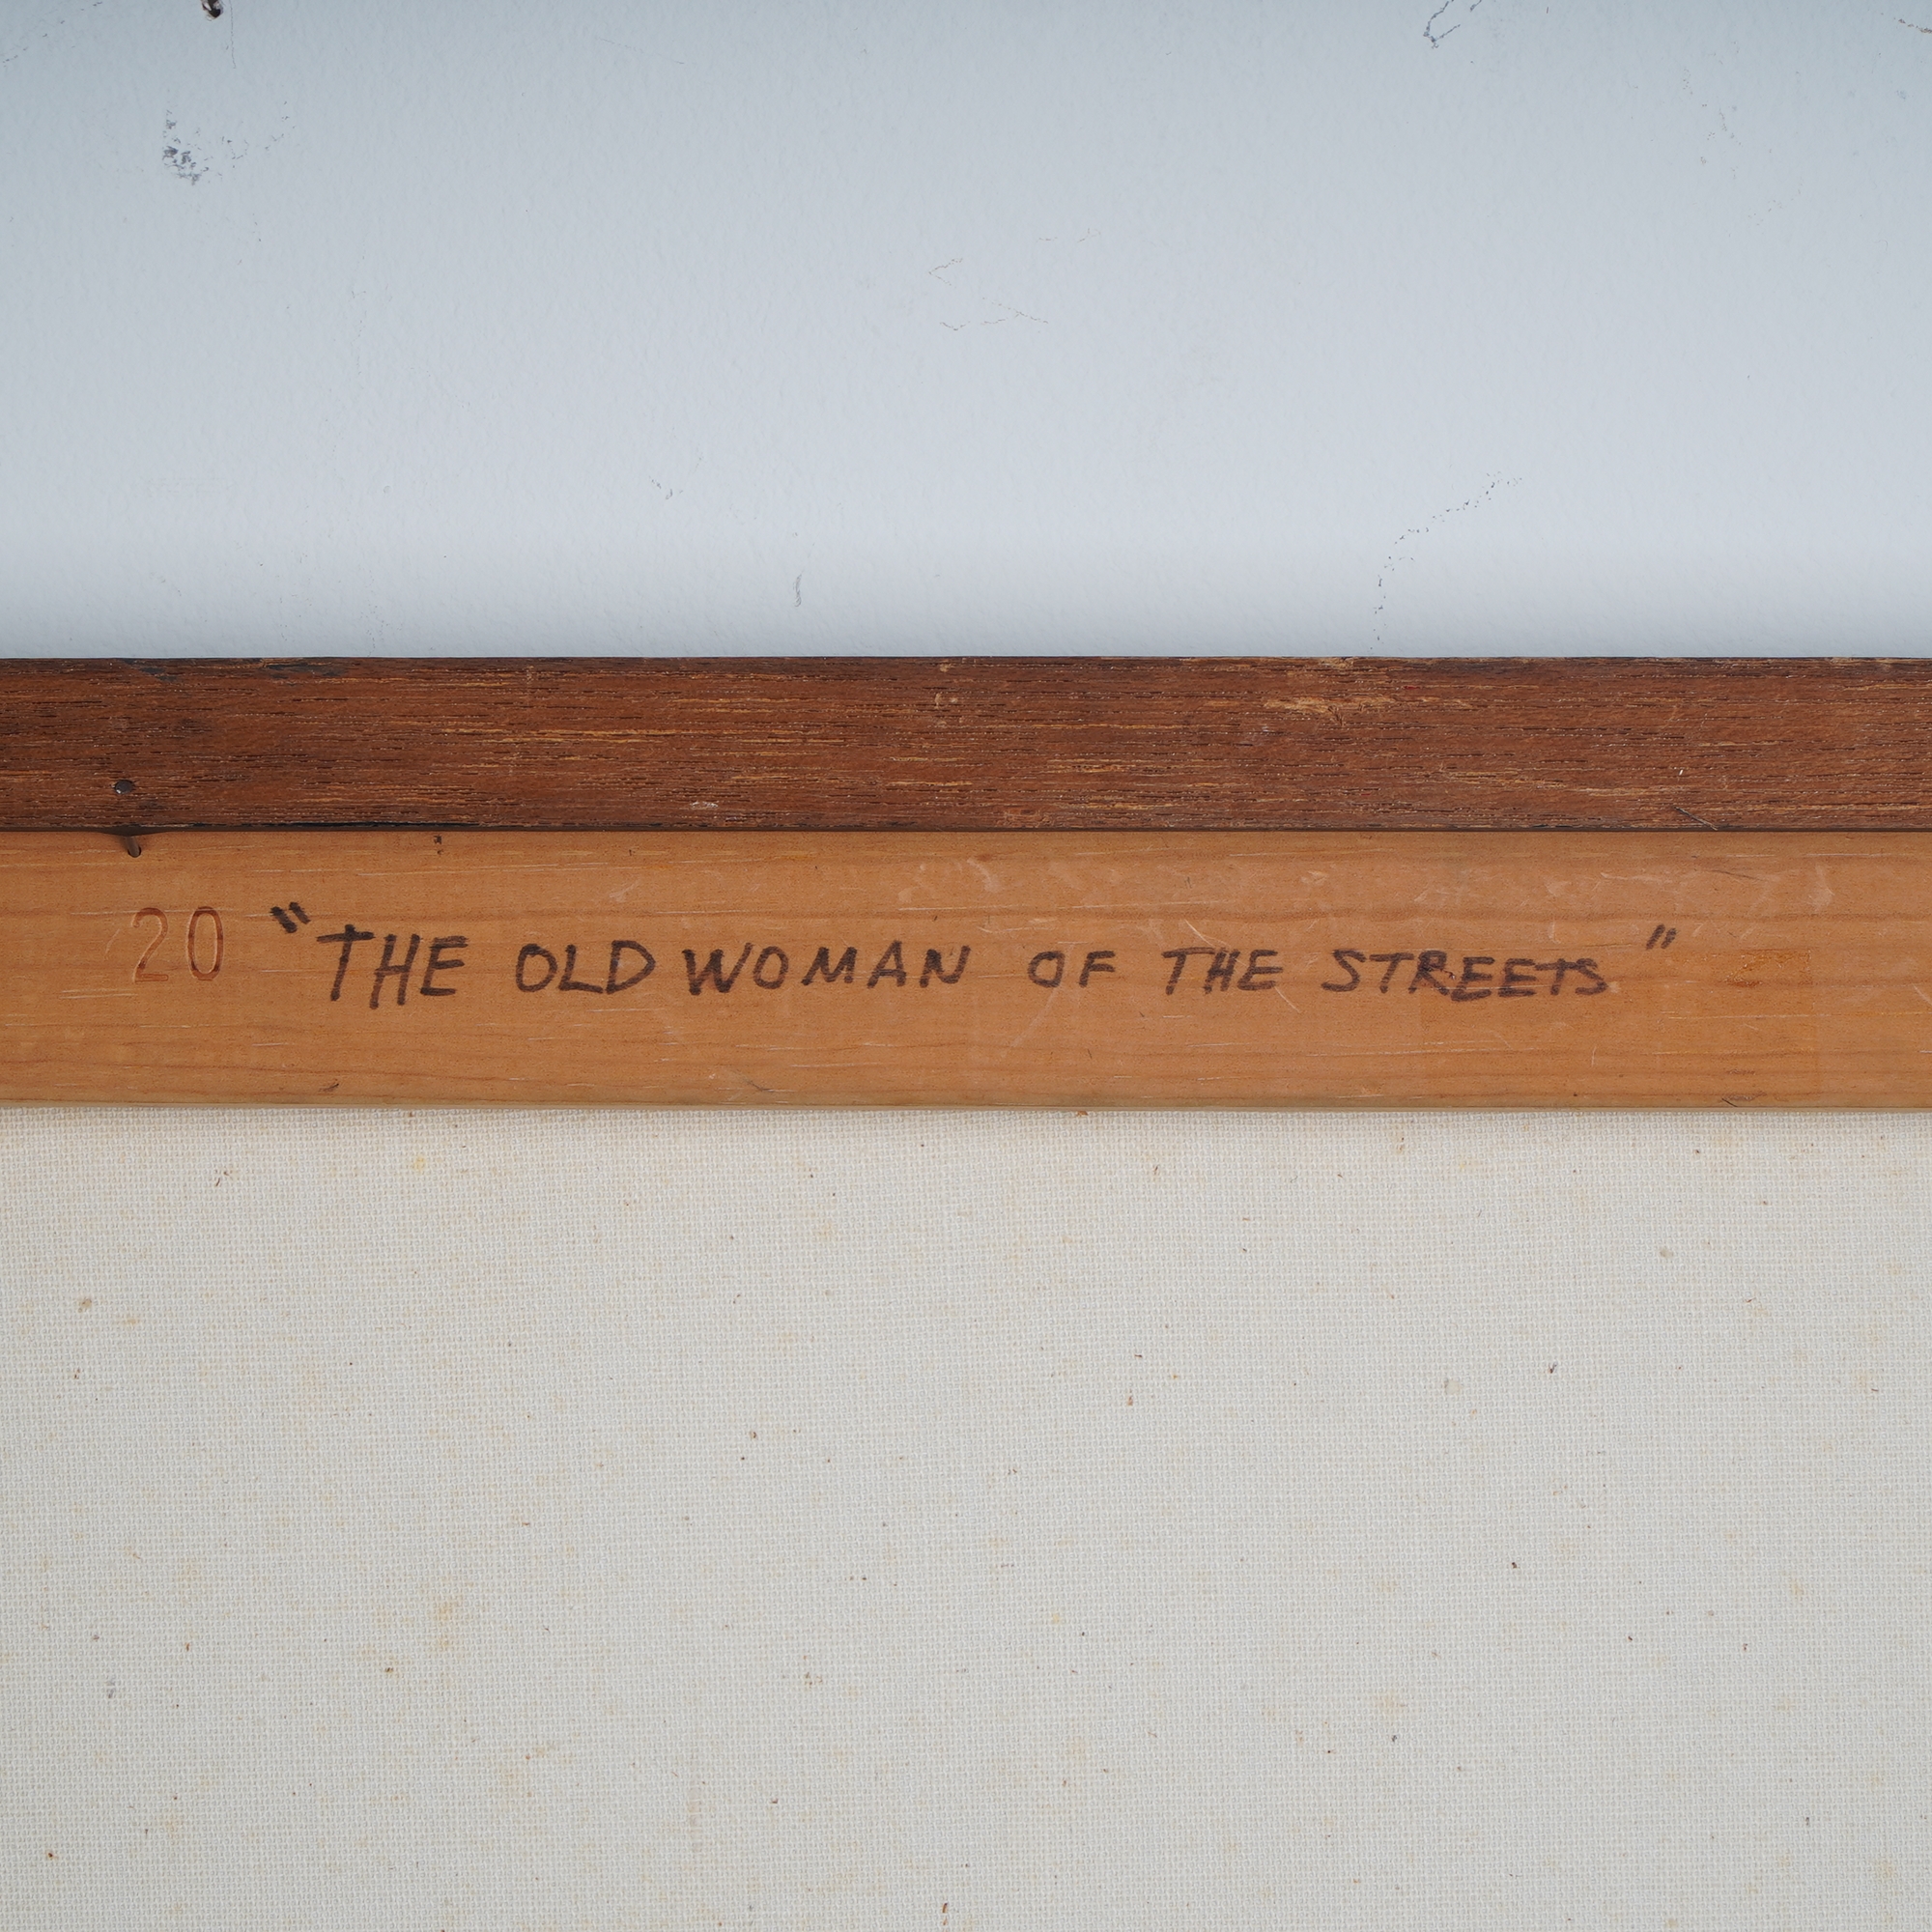 20 "THE OLD WOMAN OF THE STREETS"